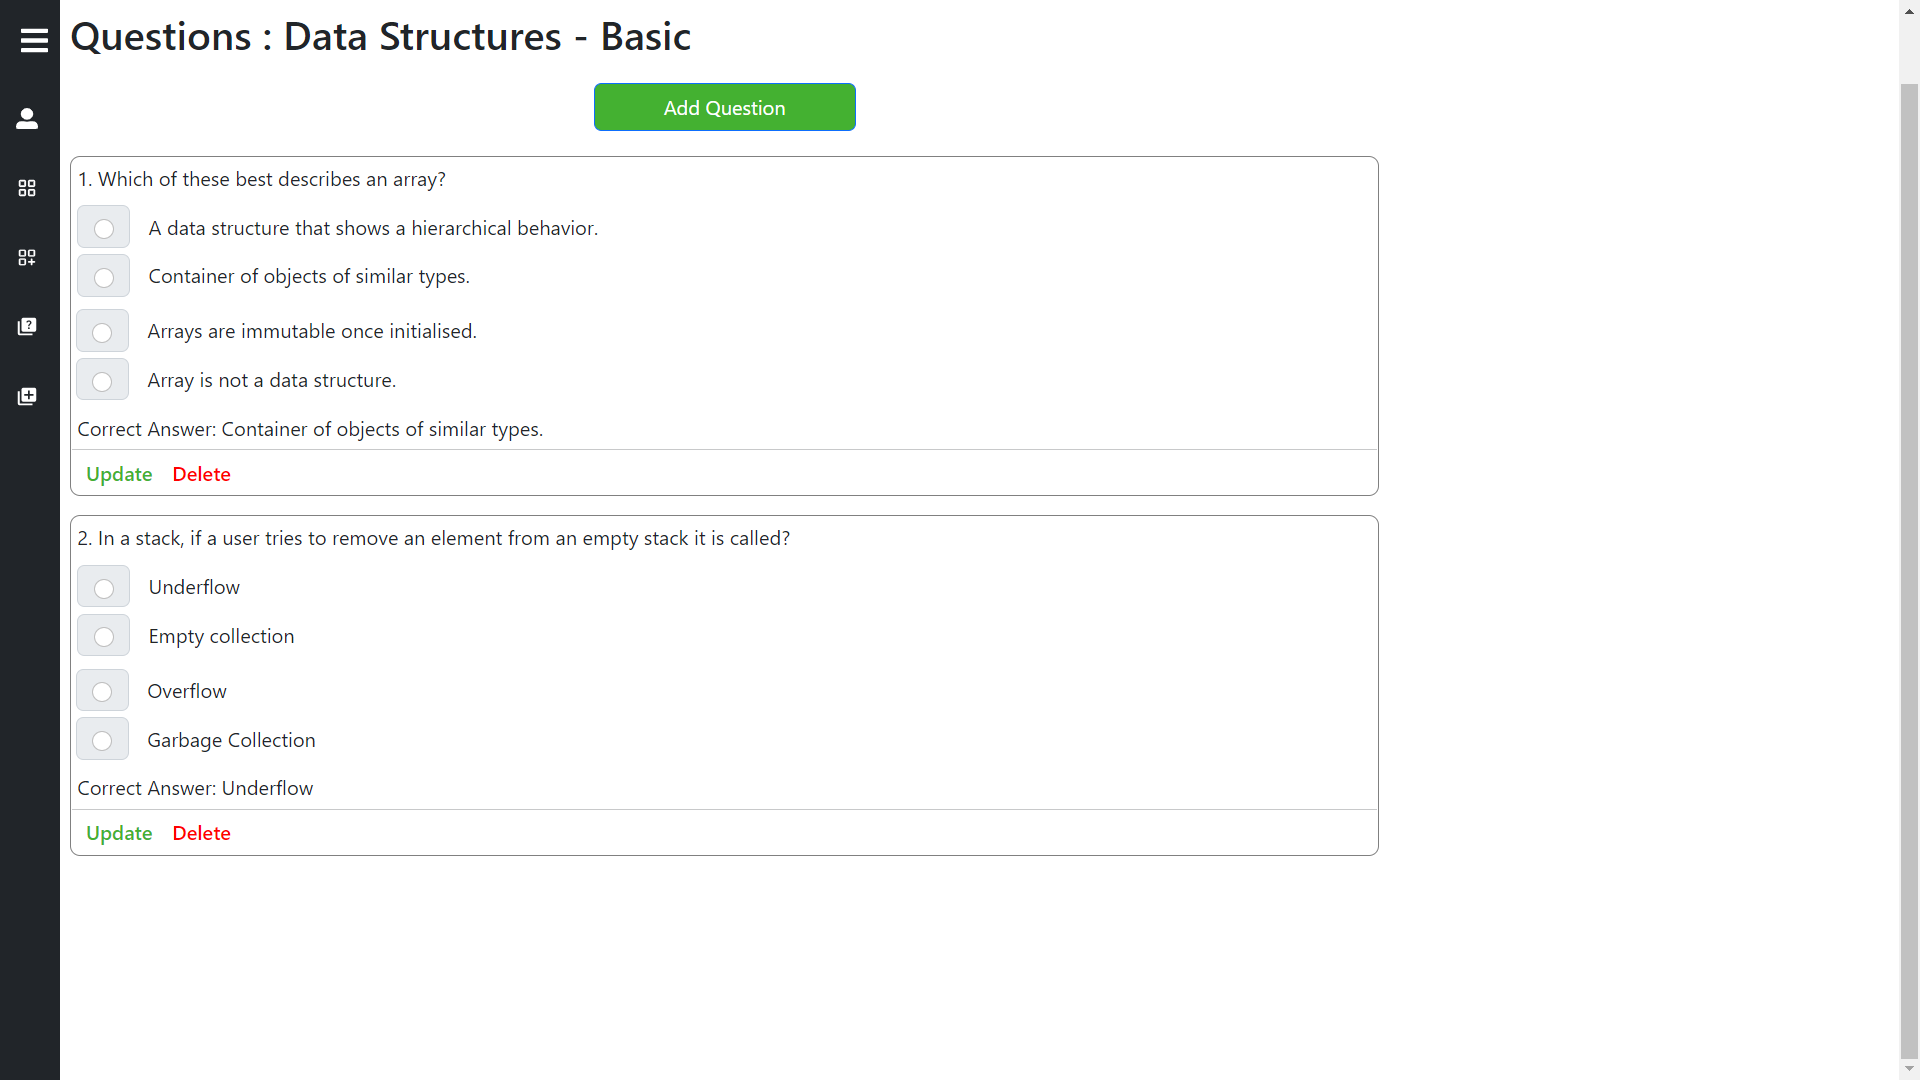 Questions : Data Structures - Basic
Add Question
1. Which of these best describes an array?
A data structure that shows a hierarchical behavior.
Container of objects of similar types.
Arrays are immutable once initialised.
Array is not a data structure.
Correct Answer: Container of objects of similar types.
Update Delete
2. In a stack, if a user tries to remove an element from an empty stack it is called?
Underflow
Empty collection
Overflow
Garbage Collection
Correct Answer: Underflow
Update Delete